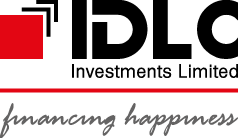 IDLC
Investments Limited
financing happiness